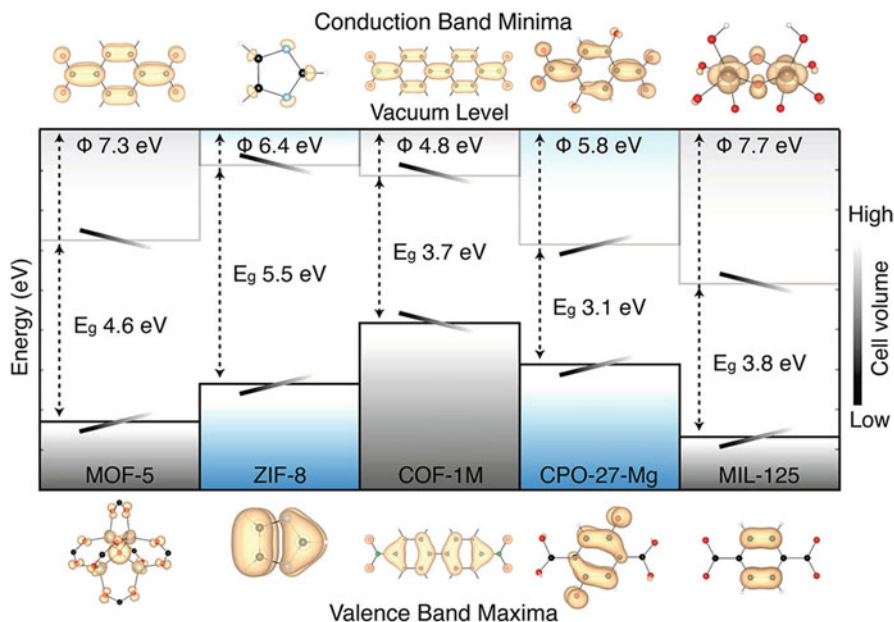 Conduction Band Minima
Vacuum Level
Φ 7.3 eV
Φ 6.4 eV
Φ 4.8 eV
Φ 5.8 eV
Φ 7.7 eV
High
Energy (eV)
Cell volume
Eg 4.6 eV
Eg 5.5 eV
Eg 3.7 eV
Eg 3.1 eV
Eg 3.8 eV
Low
MOF-5
ZIF-8
COF-1M
CPO-27-Mg
MIL-125
Valence Band Maxima